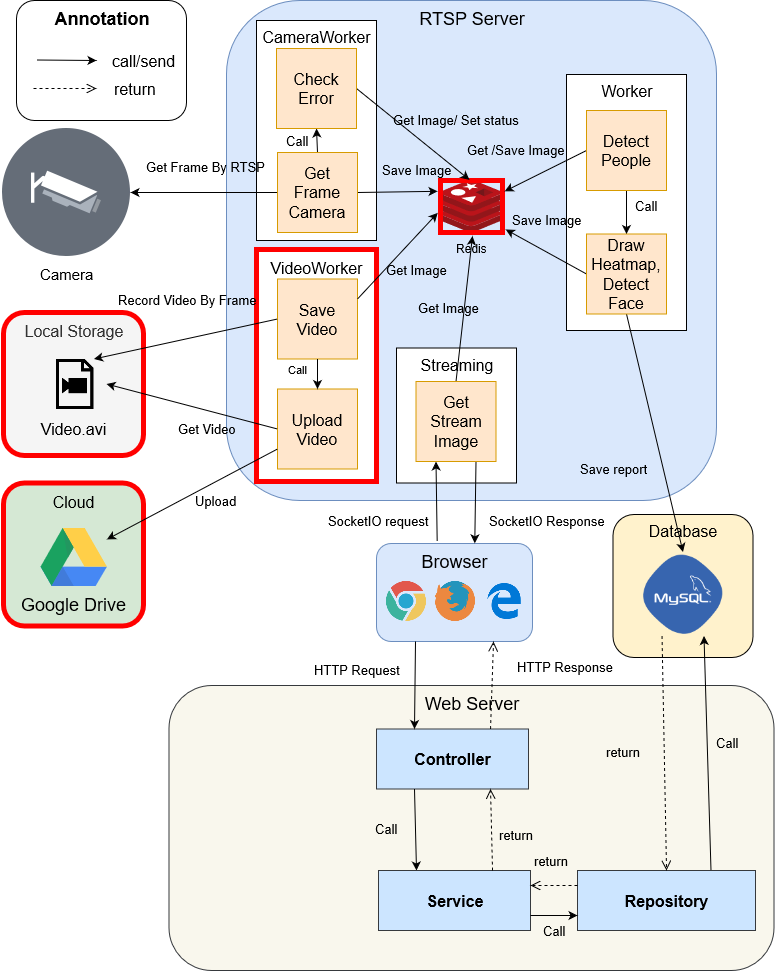 Annotation
call/send
return
RTSP Server
CameraWorker
Check
Error
Call
Get
Frame
Camera
Get Frame By RTSP
Camera
Get Image/ Set status
Save Image
Redis
Worker
Detect
People
Get /Save Image
Call
Save Image
Draw
Heatmap,
Detect
Face
VideoWorker
Save
Video
Call
Upload
Video
Get Image
Record Video By Frame
Local Storage
Video.avi
Get Video
Upload
Cloud
Google Drive
Get Image
Streaming
Get
Stream
Image
Save report
SocketIO request
SocketIO Response
Browser
Database
MySQL
HTTP Request
HTTP Response
Web Server
Controller
Call
return
Service
return
Call
Repository
return
Call